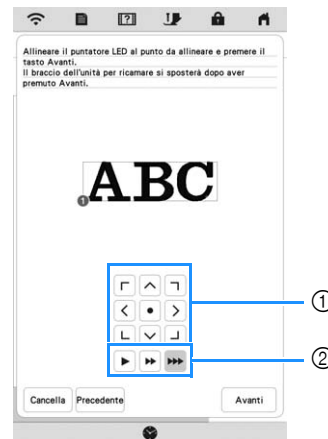 Allineare il puntatore LED al punto da allineare e premere il
tasto Avanti.
Il braccio dell'unità per ricamare si sposterà dopo aver
premuto Avanti.
ABC
1
①
②
Cancella Precedente Avanti